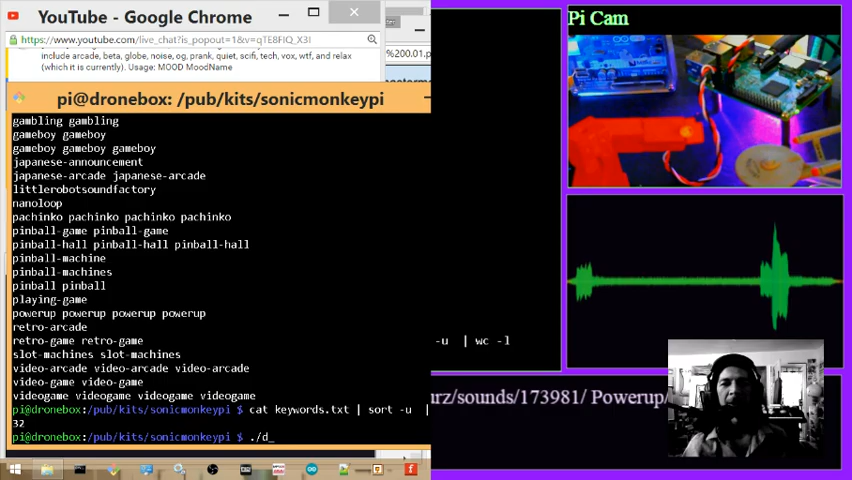 YouTube - Google Chrome
https://www.youtube.com/live_chat?is_popout=1&v=qTE8FIQ_X3I
include arcade, beta, globe, noise, og, prank, quiet, scifi, tech, vox, wtf, and relax
(which it is currently). Usage: MOOD MoodName
%200.01.p
pi@dronebox: /pub/kits/sonicmonkeypi
gambling gambling
gameboy gameboy
gameboy gameboy gameboy
japanese-announcement
japanese-arcade japanese-arcade
littlerobotsoundfactory
nanoloop
pachinko pachinko pachinko pachinko
pinball-game pinball-game
pinball-hall pinball-hall pinball-hall
pinball-machine
pinball-machines
pinball pinball
playing-game
powerup powerup powerup powerup
retro-arcade
retro-game retro-game
slot-machines slot-machines
video-arcade video-arcade video-arcade
video-game video-game
videogame videogame videogame videogame
pi@dronebox:/pub/kits/sonicmonkeypi $ cat keywords.txt | sort -u |
32
pi@dronebox:/pub/kits/sonicmonkeypi $ ./d_
-u | wc -l
urz/sounds/173981/ Powerup/
Pi Cam